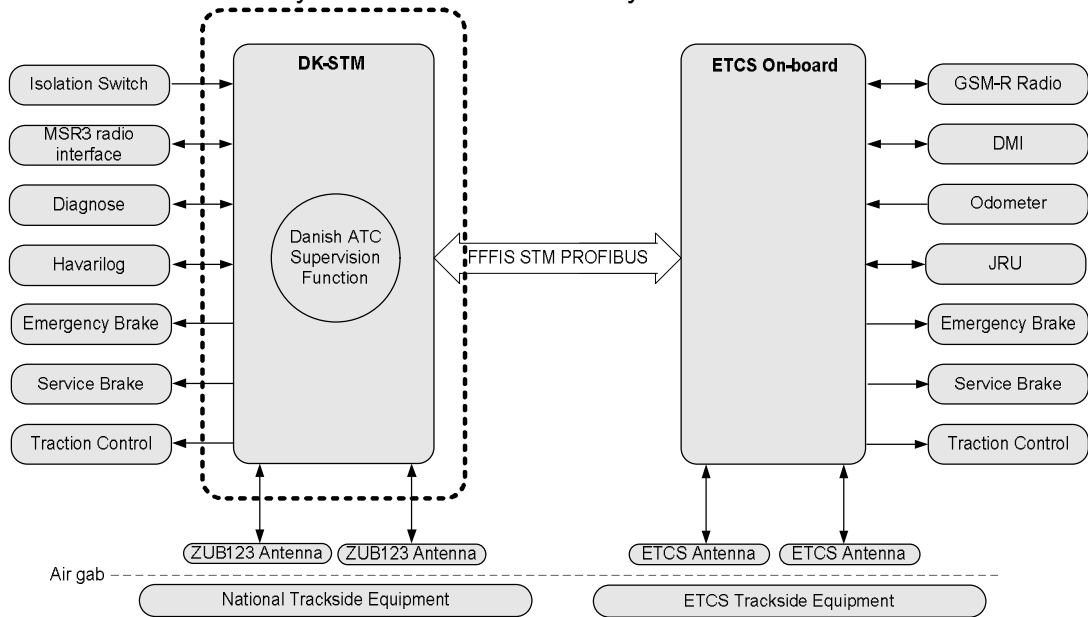 DK-STM
ETCS On-board
Isolation Switch
MSR3 radio
interface
Diagnose
Havarilog
Emergency Brake
Service Brake
Traction Control
Danish ATC
Supervision
Function
FFFIS STM PROFIBUS
GSM-R Radio
DMI
Odometer
JRU
Emergency Brake
Service Brake
Traction Control
ZUB123 Antenna
ZUB123 Antenna
ETCS Antenna
ETCS Antenna
Air gab
National Trackside Equipment
ETCS Trackside Equipment